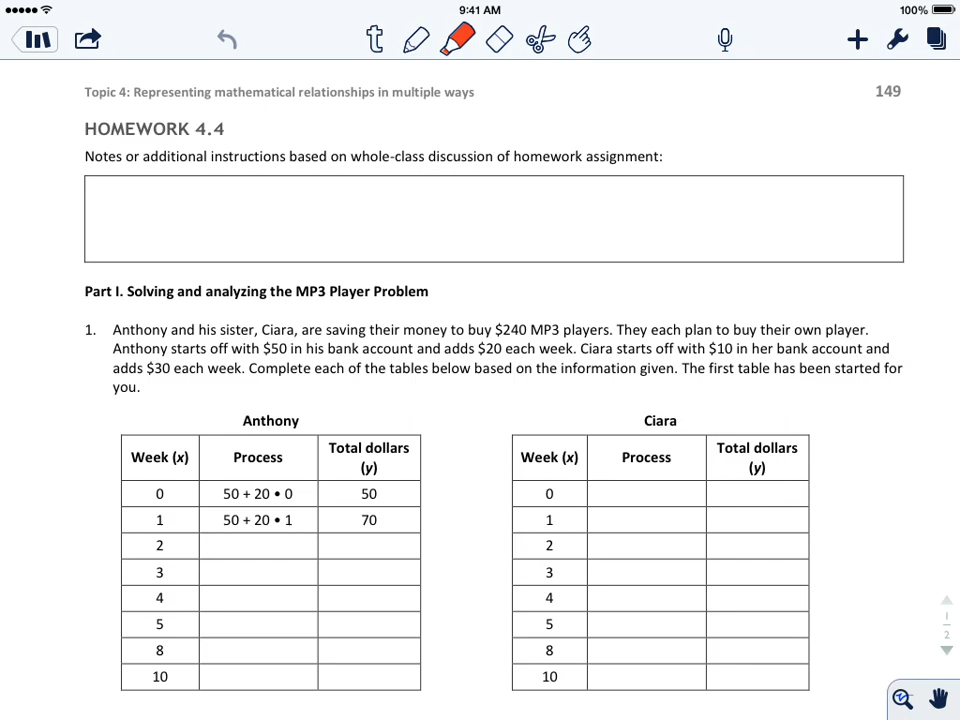 9:41 AM
100%
Topic 4: Representing mathematical relationships in multiple ways 149
HOMEWORK 4.4
Notes or additional instructions based on whole-class discussion of homework assignment:
Part I. Solving and analyzing the MP3 Player Problem
1. Anthony and his sister, Ciara, are saving their money to buy $240 MP3 players. They each plan to buy their own player.
Anthony starts off with $50 in his bank account and adds $20 each week. Ciara starts off with $10 in her bank account and
adds $30 each week. Complete each of the tables below based on the information given. The first table has been started for
you.
Anthony
Week (x) Process Total dollars (y)
0 50 + 20 • 0 50
1 50 + 20 • 1 70
2
3
4
5
8
10
Ciara
Week (x) Process Total dollars (y)
0
1
2
3
4
5
8
10
1
2